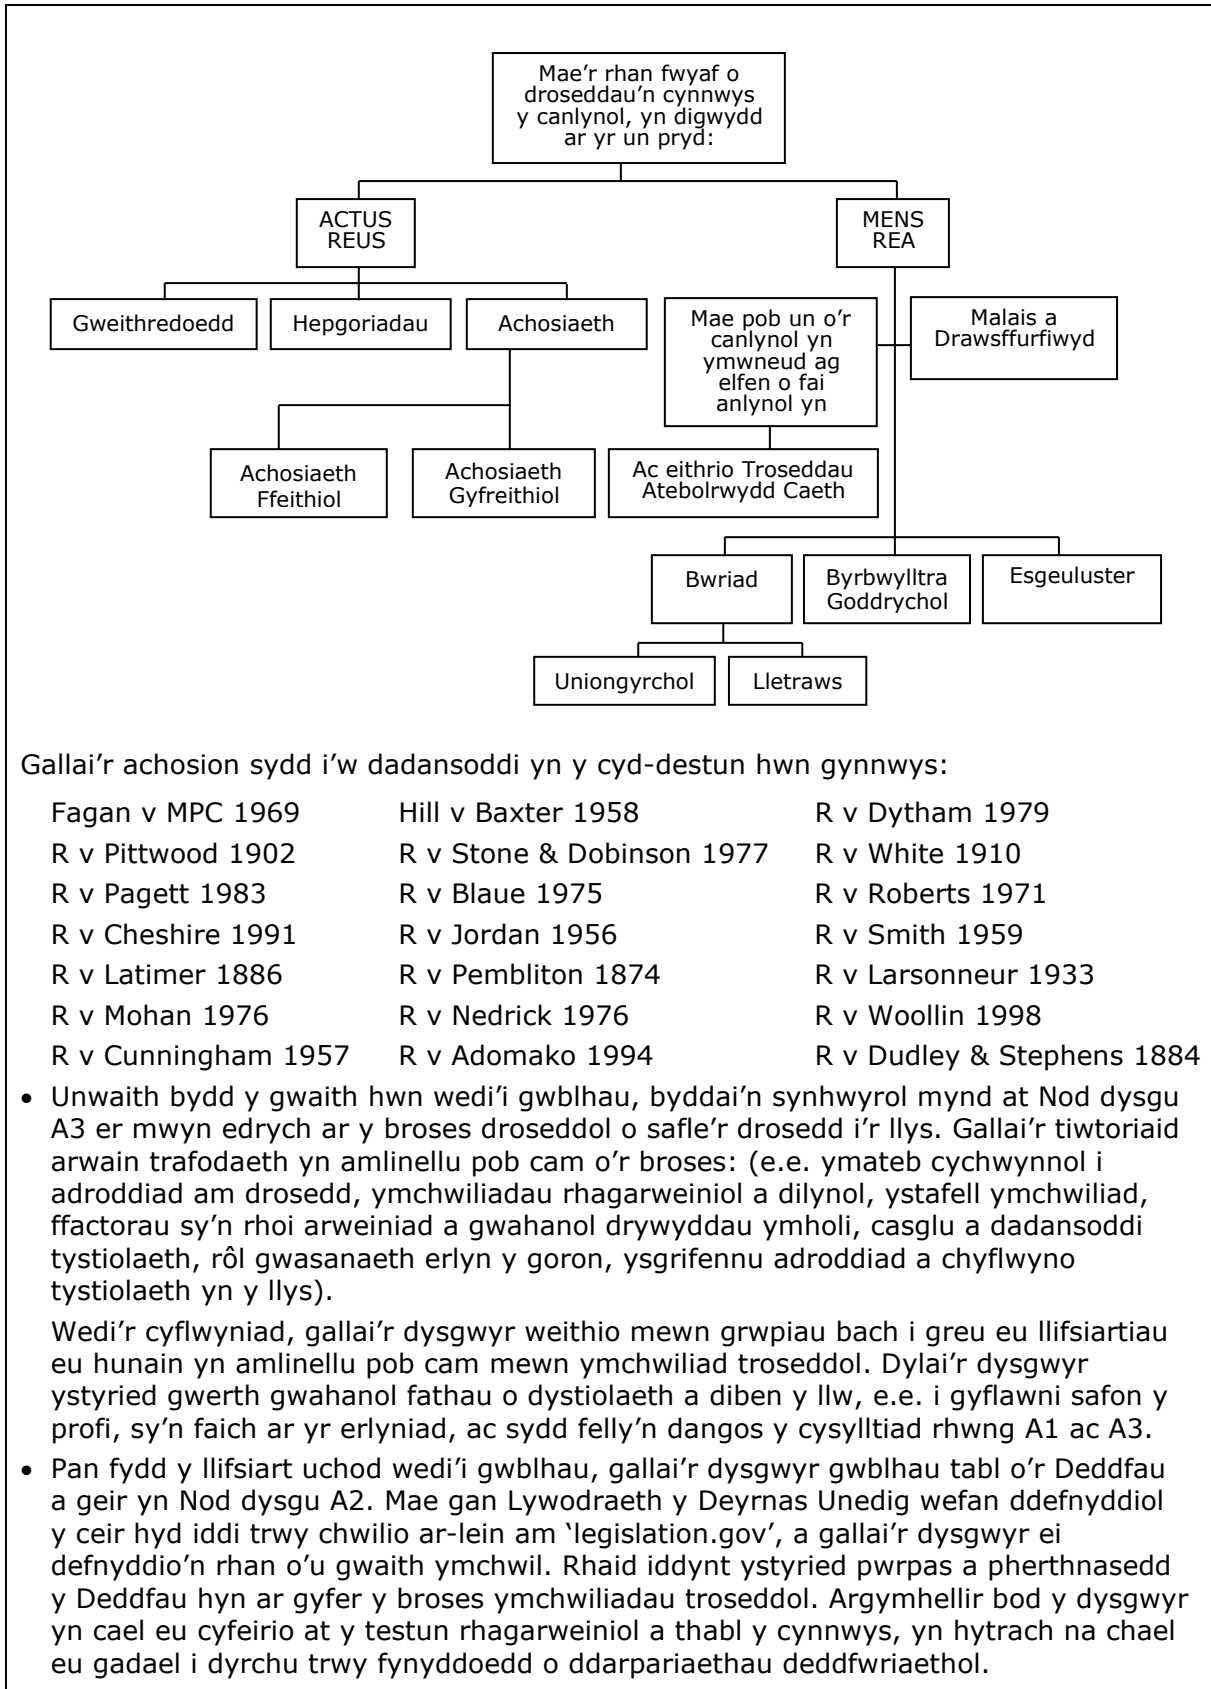 Mae'r rhan fwyaf o
droseddau'n cynnwys
y canlynol, yn digwydd
ar yr un pryd:
ACTUS
REUS
MENS
REA
Gweithredoedd
Hepgoriadau
Achosiaeth
Mae pob un o'r
canlynol yn
ymwneud ag
elfen o fai
anlynol yn
Malais a
Drawsffurfiwyd
Achosiaeth
Ffeithiol
Achosiaeth
Gyfreithiol
Ac eithrio Troseddau
Atebolrwydd Caeth
Bwriad
Byrbwylltra
Goddrychol
Esgeuluster
Uniongyrchol
Lletraws
Gallai'r achosion sydd i'w dadansoddi yn y cyd-destun hwn gynnwys:
Fagan v MPC 1969 Hill v Baxter 1958 R v Dytham 1979
R v Pittwood 1902 R v Stone & Dobinson 1977 R v White 1910
R v Pagett 1983 R v Blaue 1975 R v Roberts 1971
R v Cheshire 1991 R v Jordan 1956 R v Smith 1959
R v Latimer 1886 R v Pembliton 1874 R v Larsonneur 1933
R v Mohan 1976 R v Nedrick 1976 R v Woollin 1998
R v Cunningham 1957 R v Adomako 1994 R v Dudley & Stephens 1884
• Unwaith bydd y gwaith hwn wedi'i gwblhau, byddai'n synhwyrol mynd at Nod dysgu
A3 er mwyn edrych ar y broses droseddol o safle'r drosedd i'r llys. Gallai'r tiwtoriaid
arwain trafodaeth yn amlinellu pob cam o'r broses: (e.e. ymateb cychwynnol i
adroddiad am drosedd, ymchwiliadau rhagarweiniol a dilynol, ystafell ymchwiliad,
ffactorau sy'n rhoi arweiniad a gwahanol drywyddau ymholi, casglu a dadansoddi
tystiolaeth, rôl gwasanaeth erlyn y goron, ysgrifennu adroddiad a chyflwyno
tystiolaeth yn y llys).
Wedi'r cyflwyniad, gallai'r dysgwyr weithio mewn grwpiau bach i greu eu llifsiartiau
eu hunain yn amlinellu pob cam mewn ymchwiliad troseddol. Dylai'r dysgwyr
ystyried gwerth gwahanol fathau o dystiolaeth a diben y llw, e.e. i gyflawni safon y
profi, sy'n faich ar yr erlyniad, ac sydd felly'n dangos y cysylltiad rhwng A1 ac A3.
• Pan fydd y llifsiart uchod wedi'i gwblhau, gallai'r dysgwyr gwblhau tabl o'r Deddfau
a geir yn Nod dysgu A2. Mae gan Lywodraeth y Deyrnas Unedig wefan ddefnyddiol
y ceir hyd iddi trwy chwilio ar-lein am 'legislation.gov', a gallai'r dysgwyr ei
defnyddio'n rhan o'u gwaith ymchwil. Rhaid iddynt ystyried pwrpas a pherthnasedd
y Deddfau hyn ar gyfer y broses ymchwiliadau troseddol. Argymhellir bod y dysgwyr
yn cael eu cyfeirio at y testun rhagarweiniol a thabl y cynnwys, yn hytrach na chael
eu gadael i dyrchu trwy fynyddoedd o ddarpariaethau deddfwriaethol.